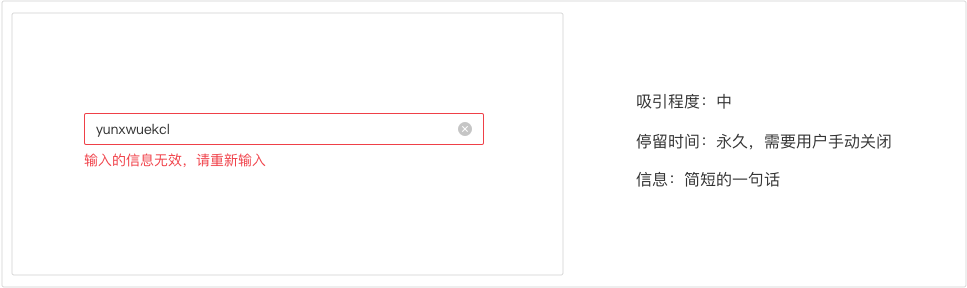 yunxwuekcl
输入的信息无效，请重新输入
吸引程度：中
停留时间：永久，需要用户手动关闭
信息：简短的一句话